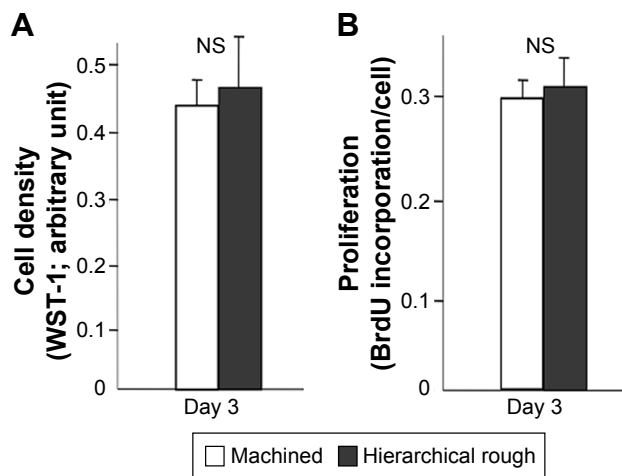 A
NS
0.5
0.4
0.3
0.2
0.1
0
Cell density
(WST-1; arbitrary unit)
Day 3
B
NS
0.3
0.2
0.1
0
Proliferation
(BrdU incorporation/cell)
Day 3
Machined
Hierarchical rough